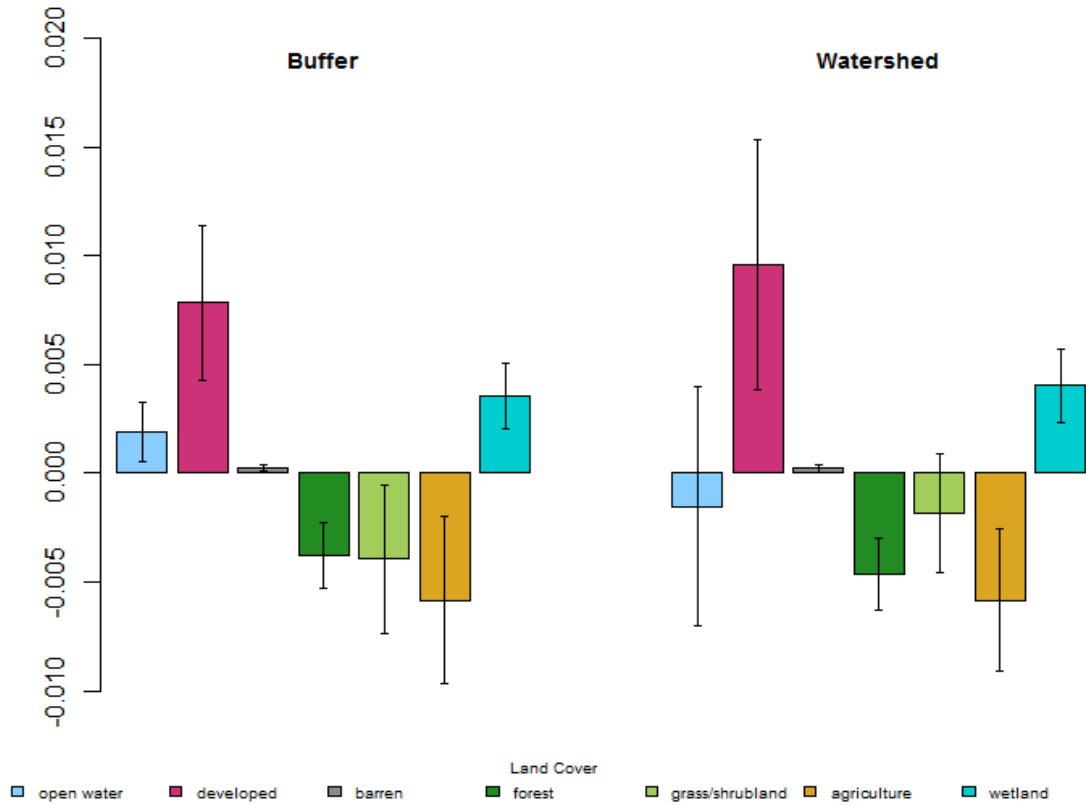 0.020
0.015
0.010
0.005
0.000
-0.005
-0.010
Buffer
Watershed
Land Cover
open water developed barren forest grass/shrubland agriculture wetland